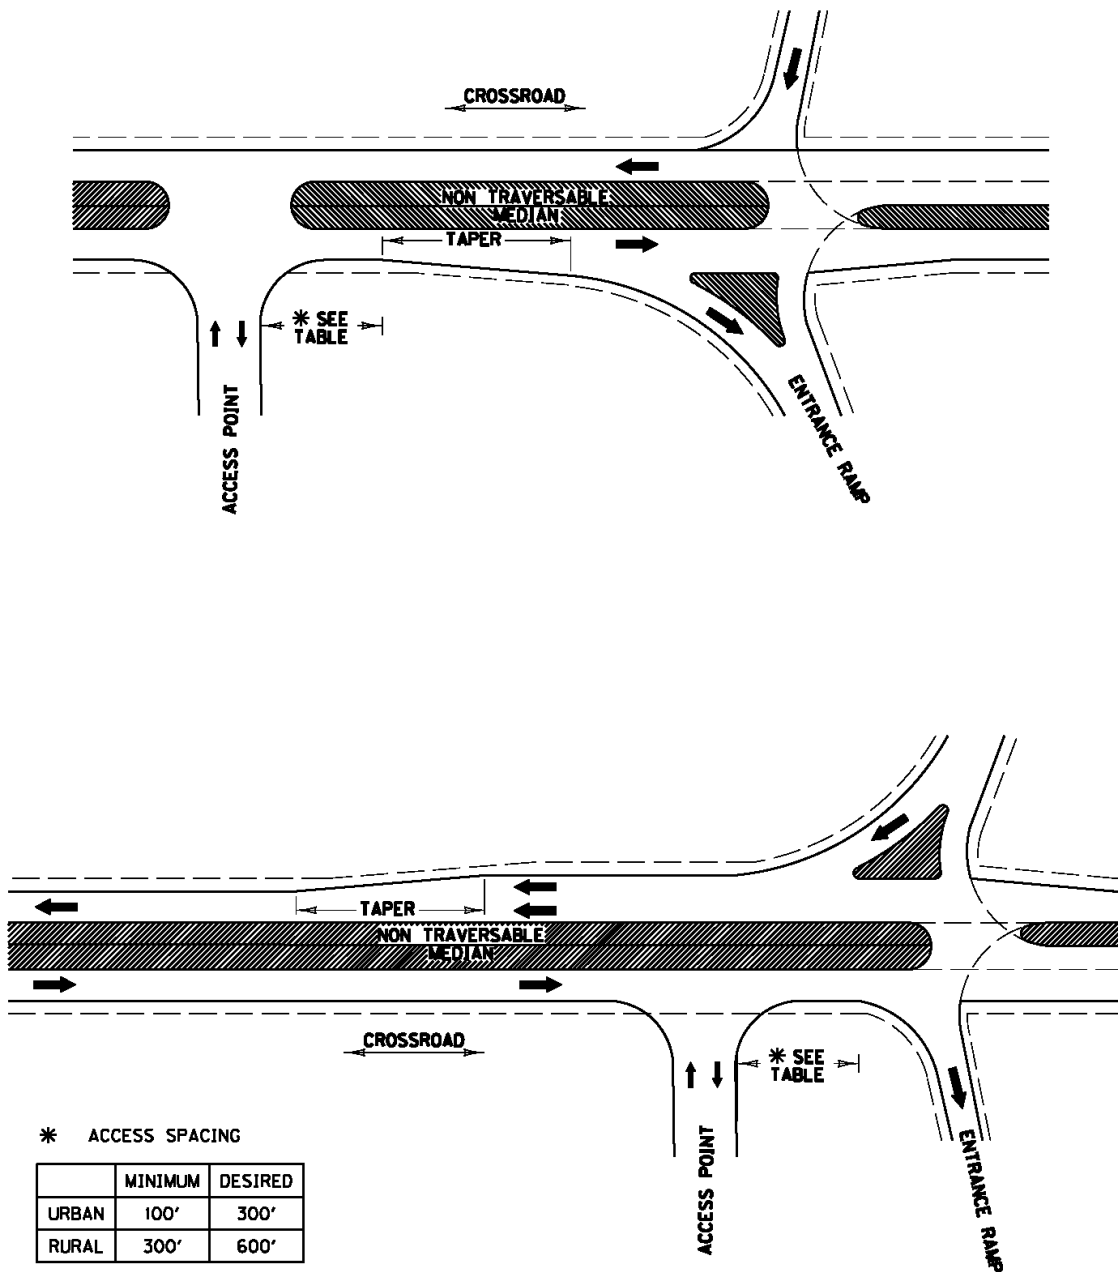 CROSSROAD
NON TRAVERSABLE
MEDIAN
TAPER
* SEE
TABLE
ACCESS POINT
ENTRANCE RAMP
TAPER
NON TRAVERSABLE
MEDIAN
CROSSROAD
* SEE
TABLE
ACCESS POINT
ENTRANCE RAMP
* ACCESS SPACING
MINIMUM DESIRED
URBAN 100' 300'
RURAL 300' 600'